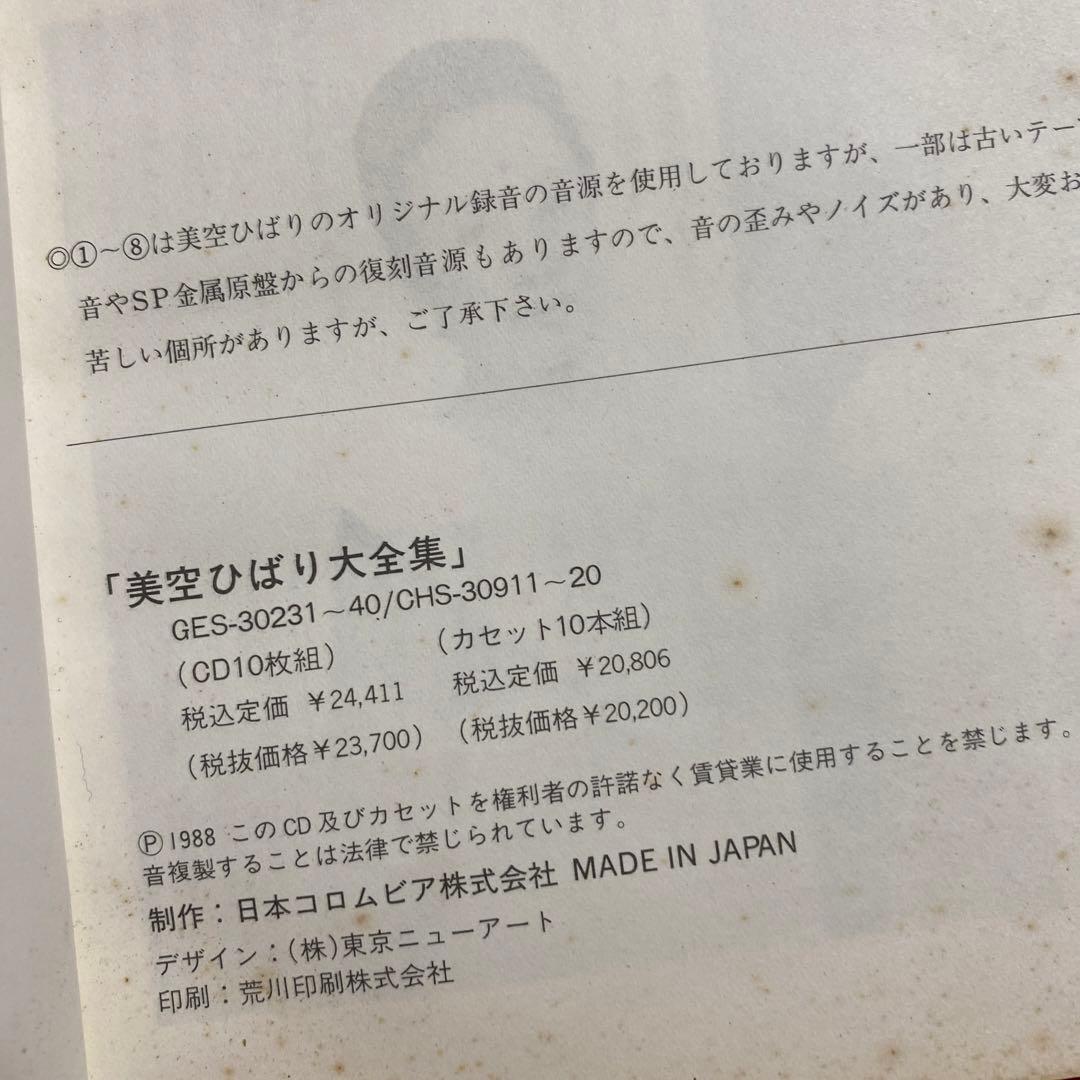 ◎①～⑧は美空ひばりのオリジナル録音の音源を使用しておりますが、一部は古いテー
音やSP金属原盤からの復刻音源もありますので、音の歪みやノイズがあり、大変お
苦しい個所がありますが、ご了承下さい。
「美空ひばり大全集」
GES-30231～40/CHS-30911～20
(CD10枚組) (カセット10本組)
税込定価 ￥24,411 税込定価 ￥20,806
(税抜価格￥23,700) (税抜価格￥20,200)
Ⓟ1988 このCD及びカセットを権利者の許諾なく賃貸業に使用することを禁じます。
音複製することは法律で禁じられています。
制作：日本コロムビア株式会社 MADE IN JAPAN
デザイン：(株)東京ニューアート
印刷：荒川印刷株式会社